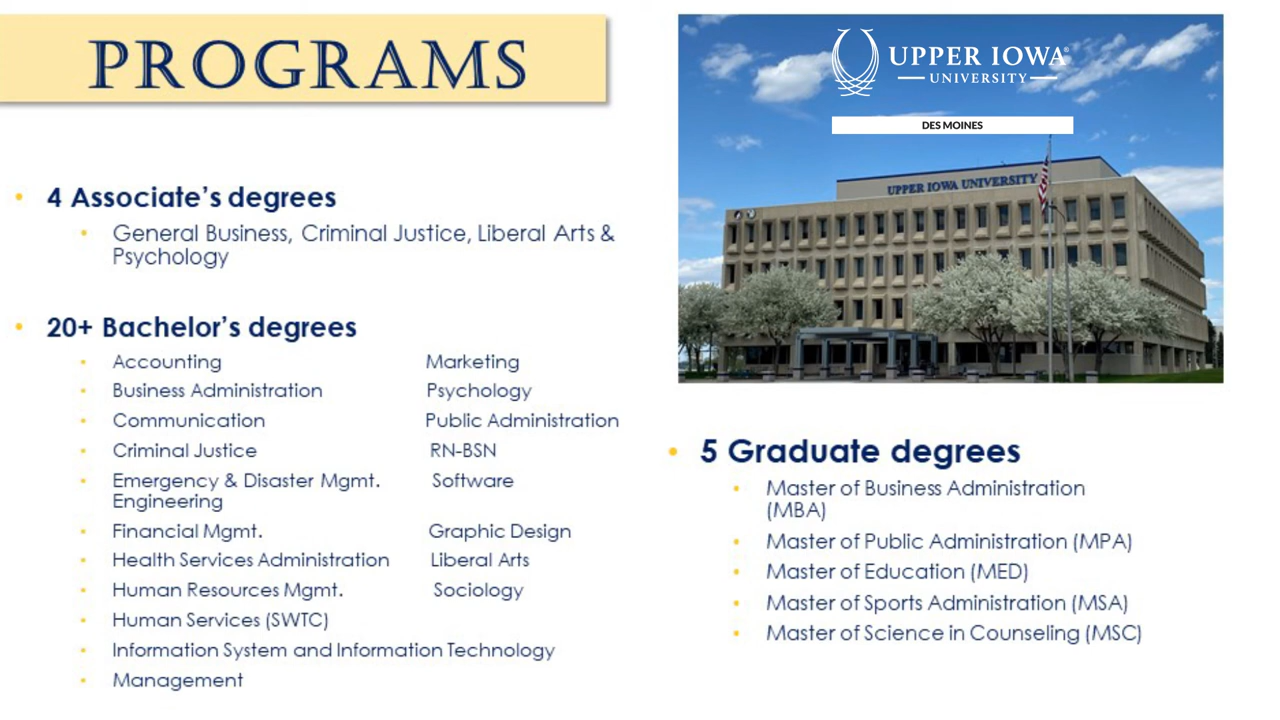 PROGRAMS
• 4 Associate's degrees
• General Business, Criminal Justice, Liberal Arts &
Psychology
• 20+ Bachelor's degrees
• Accounting Marketing
• Business Administration Psychology
• Communication Public Administration
• Criminal Justice RN-BSN
• Emergency & Disaster Mgmt. Software
Engineering
• Financial Mgmt. Graphic Design
• Health Services Administration Liberal Arts
• Human Resources Mgmt. Sociology
• Human Services (SWTC)
• Information System and Information Technology
• Management
UPPER IOWA®
UNIVERSITY
DES MOINES
UPPER IOWA UNIVERSITY
• 5 Graduate degrees
• Master of Business Administration
(MBA)
• Master of Public Administration (MPA)
• Master of Education (MED)
• Master of Sports Administration (MSA)
• Master of Science in Counseling (MSC)